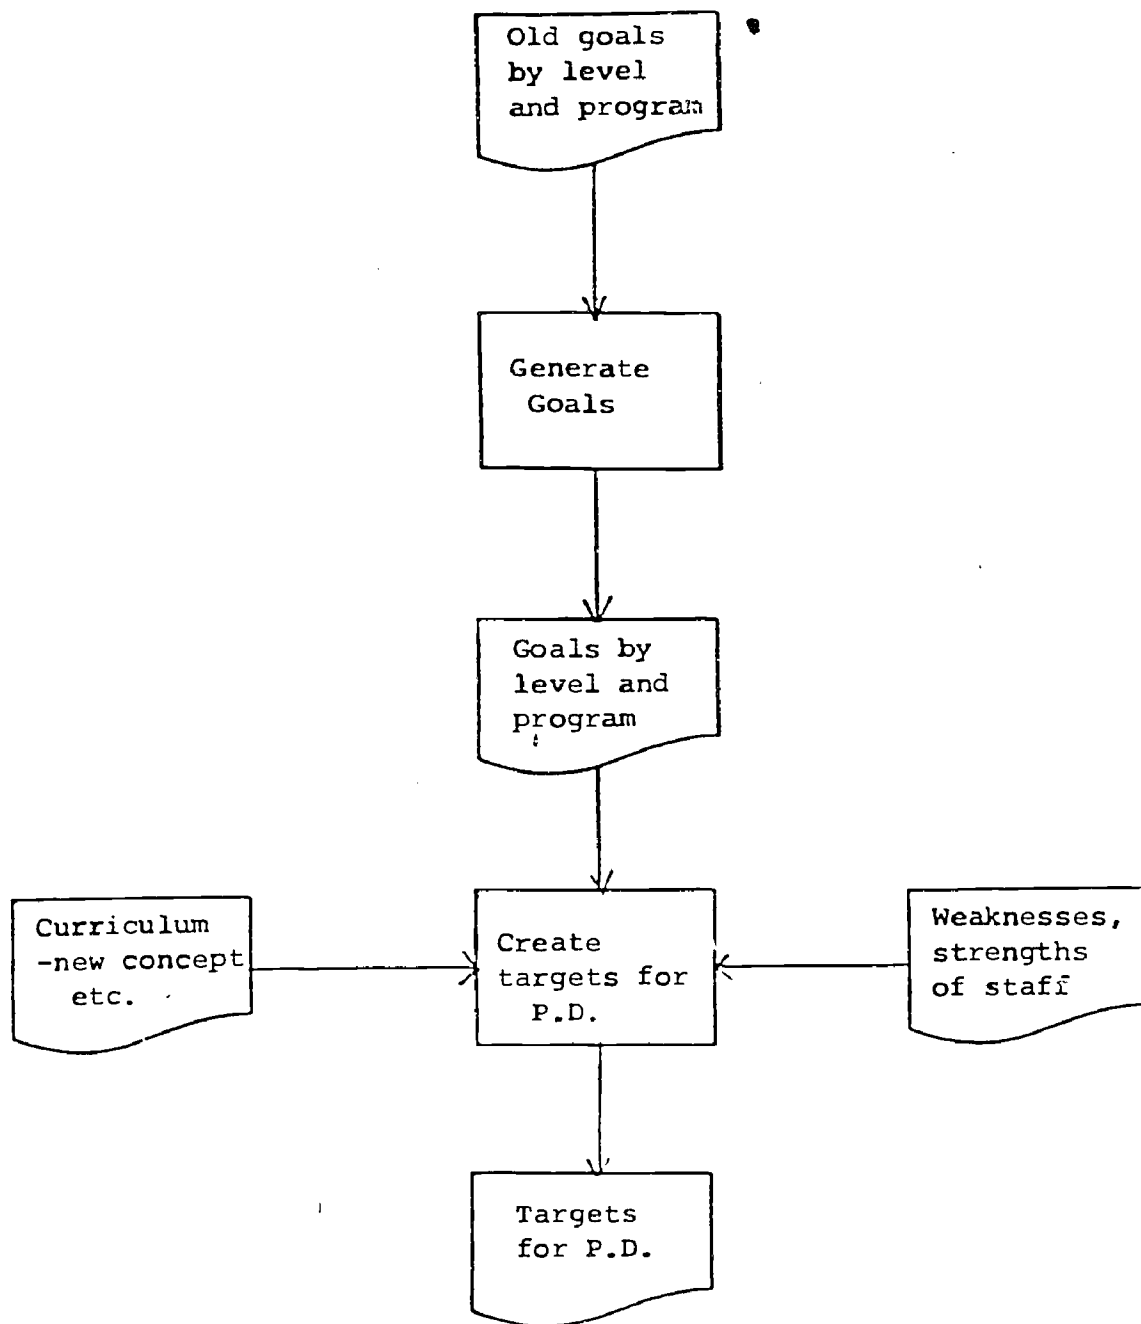 Old goals
by level
and program
Generate
Goals
Goals by
level and
program
Curriculum
-new concept
etc.
Create
targets for
P.D.
Weaknesses,
strengths
of staff
Targets
for P.D.